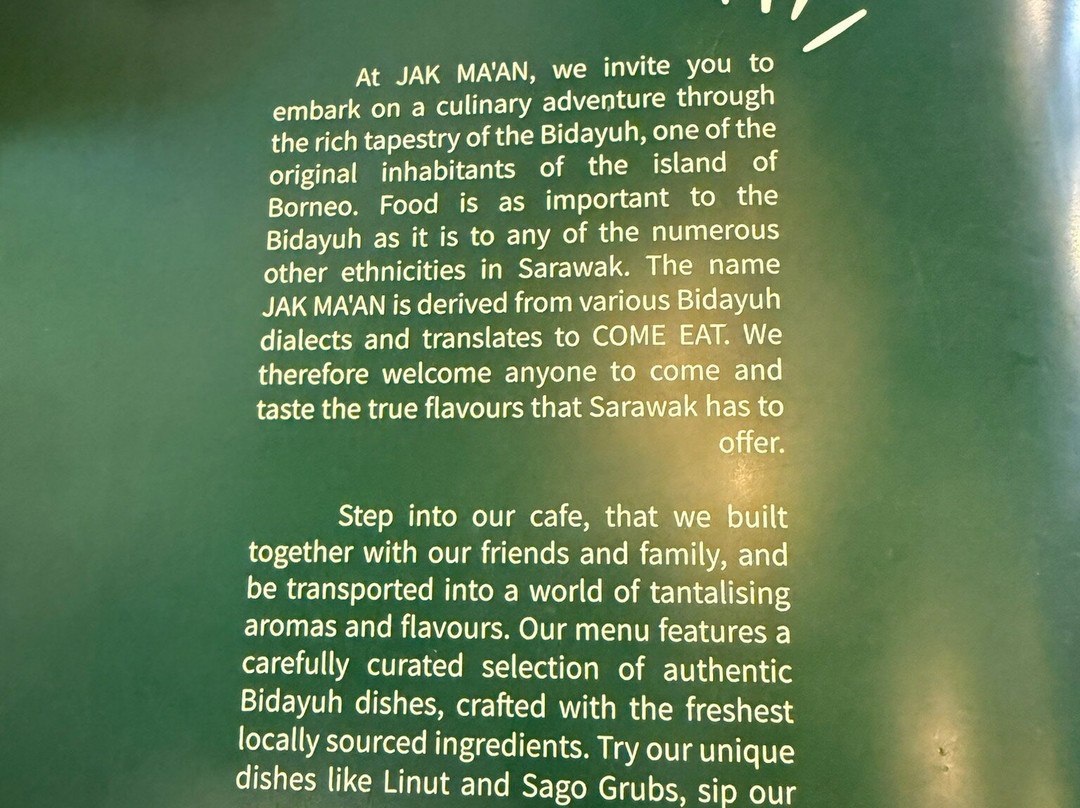 At JAK MA'AN, we invite you to
embark on a culinary adventure through
the rich tapestry of the Bidayuh, one of the
original inhabitants of the island of
Borneo. Food is as important to the
Bidayuh as it is to any of the numerous
other ethnicities in Sarawak. The name
JAK MA'AN is derived from various Bidayuh
dialects and translates to COME EAT. We
therefore welcome anyone to come and
taste the true flavours that Sarawak has to
offer.
Step into our cafe, that we built
together with our friends and family, and
be transported into a world of tantalising
aromas and flavours. Our menu features a
carefully curated selection of authentic
Bidayuh dishes, crafted with the freshest
locally sourced ingredients. Try our unique
dishes like Linut and Sago Grubs, sip our